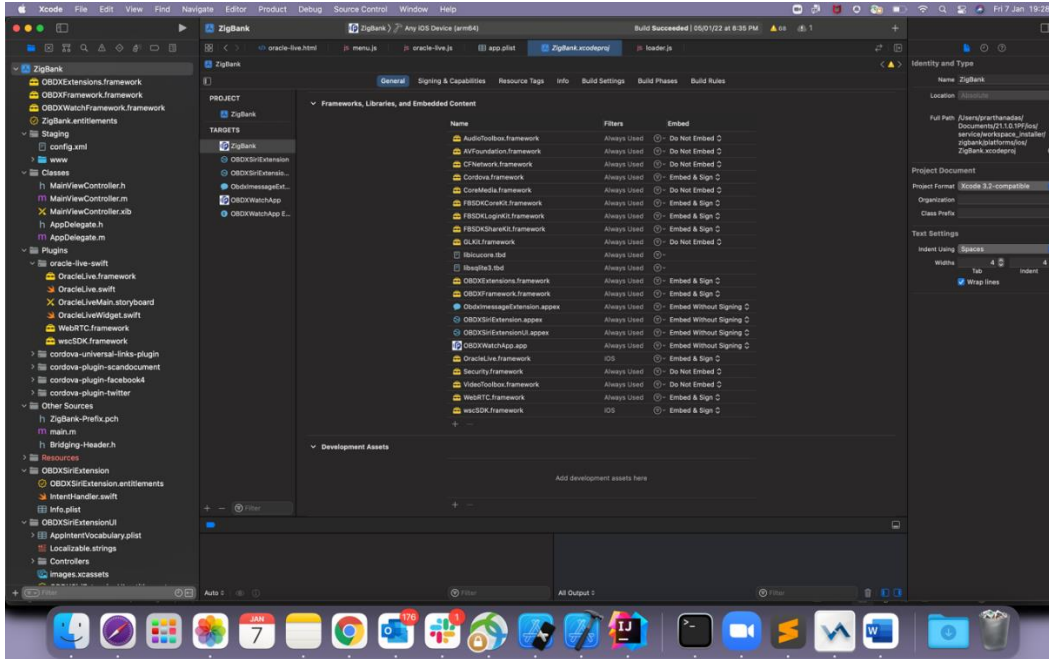 Xcode File Edit View Find Navigate Editor Product Debug Source Control Window Help Fri 7 Jan 19:28
ZigBank ZigBank Any iOS Device (arm64) Build Succeeded | 05/01/22 at 6:35 PM 68 1
oracle-live.html menu.js oracle-live.js app.plist ZigBank.xcodeproj loader.js
ZigBank
General Signing & Capabilities Resource Tags Info Build Settings Build Phases Build Rules
ZigBank
OBDXExtensions.framework
OBDXFramework.framework
OBDXWatchFramework.framework
ZigBank.entitlements
Staging
config.xml
www
Classes
MainViewController.h
MainViewController.m
MainViewController.xib
AppDelegate.h
AppDelegate.m
Plugins
oracle-live-swift
OracleLive.framework
OracleLive.swift
OracleLiveMain.storyboard
OracleLiveWidget.swift
WebRTC.framework
wscSDK.framework
cordova-universal-links-plugin
cordova-plugin-scandocument
cordova-plugin-facebook4
cordova-plugin-twitter
Other Sources
ZigBank-Prefix.pch
main.m
Bridging-Header.h
Resources
OBDXSiriExtension
OBDXSiriExtension.entitlements
IntentHandler.swift
Info.plist
OBDXSiriExtensionUI
AppIntentVocabulary.plist
Localizable.strings
Controllers
images.xcassets
Filter
PROJECT
ZigBank
TARGETS
ZigBank
OBDXSiriExtension
OBDXSiriExtensio...
ObdxImessageExt...
OBDXWatchApp
OBDXWatchApp E...
Filter
Frameworks, Libraries, and Embedded Content
Name Filters Embed
AudioToolbox.framework Always Used Do Not Embed
AVFoundation.framework Always Used Do Not Embed
CFNetwork.framework Always Used Do Not Embed
Cordova.framework Always Used Embed & Sign
CoreMedia.framework Always Used Do Not Embed
FBSDKCoreKit.framework Always Used Embed & Sign
FBSDKLoginKit.framework Always Used Embed & Sign
FBSDKShareKit.framework Always Used Embed & Sign
GLKit.framework Always Used Do Not Embed
libicucore.tbd Always Used
libsqlite3.tbd Always Used
OBDXExtensions.framework Always Used Embed & Sign
OBDXFramework.framework Always Used Embed & Sign
ObdxImessageExtension.appex Always Used Embed Without Signing
OBDXSiriExtension.appex Always Used Embed Without Signing
OBDXSiriExtensionUI.appex Always Used Embed Without Signing
OBDXWatchApp.app Always Used Embed Without Signing
OracleLive.framework iOS Embed & Sign
Security.framework Always Used Do Not Embed
VideoToolbox.framework Always Used Do Not Embed
WebRTC.framework Always Used Embed & Sign
wscSDK.framework iOS Embed & Sign
Development Assets
Add development assets here
Auto Filter All Output Filter
Identity and Type
Name ZigBank
Location Absolute
Full Path /Users/prarthanadas/
Documents/21.1.0.1PF/ios/
service/workspace_installer/
zigbank/platforms/ios/
ZigBank.xcodeproj
Project Document
Project Format Xcode 3.2-compatible
Organization
Class Prefix
Text Settings
Indent Using Spaces
Widths 4 4
Tab Indent
Wrap lines
JAN
7
176
1